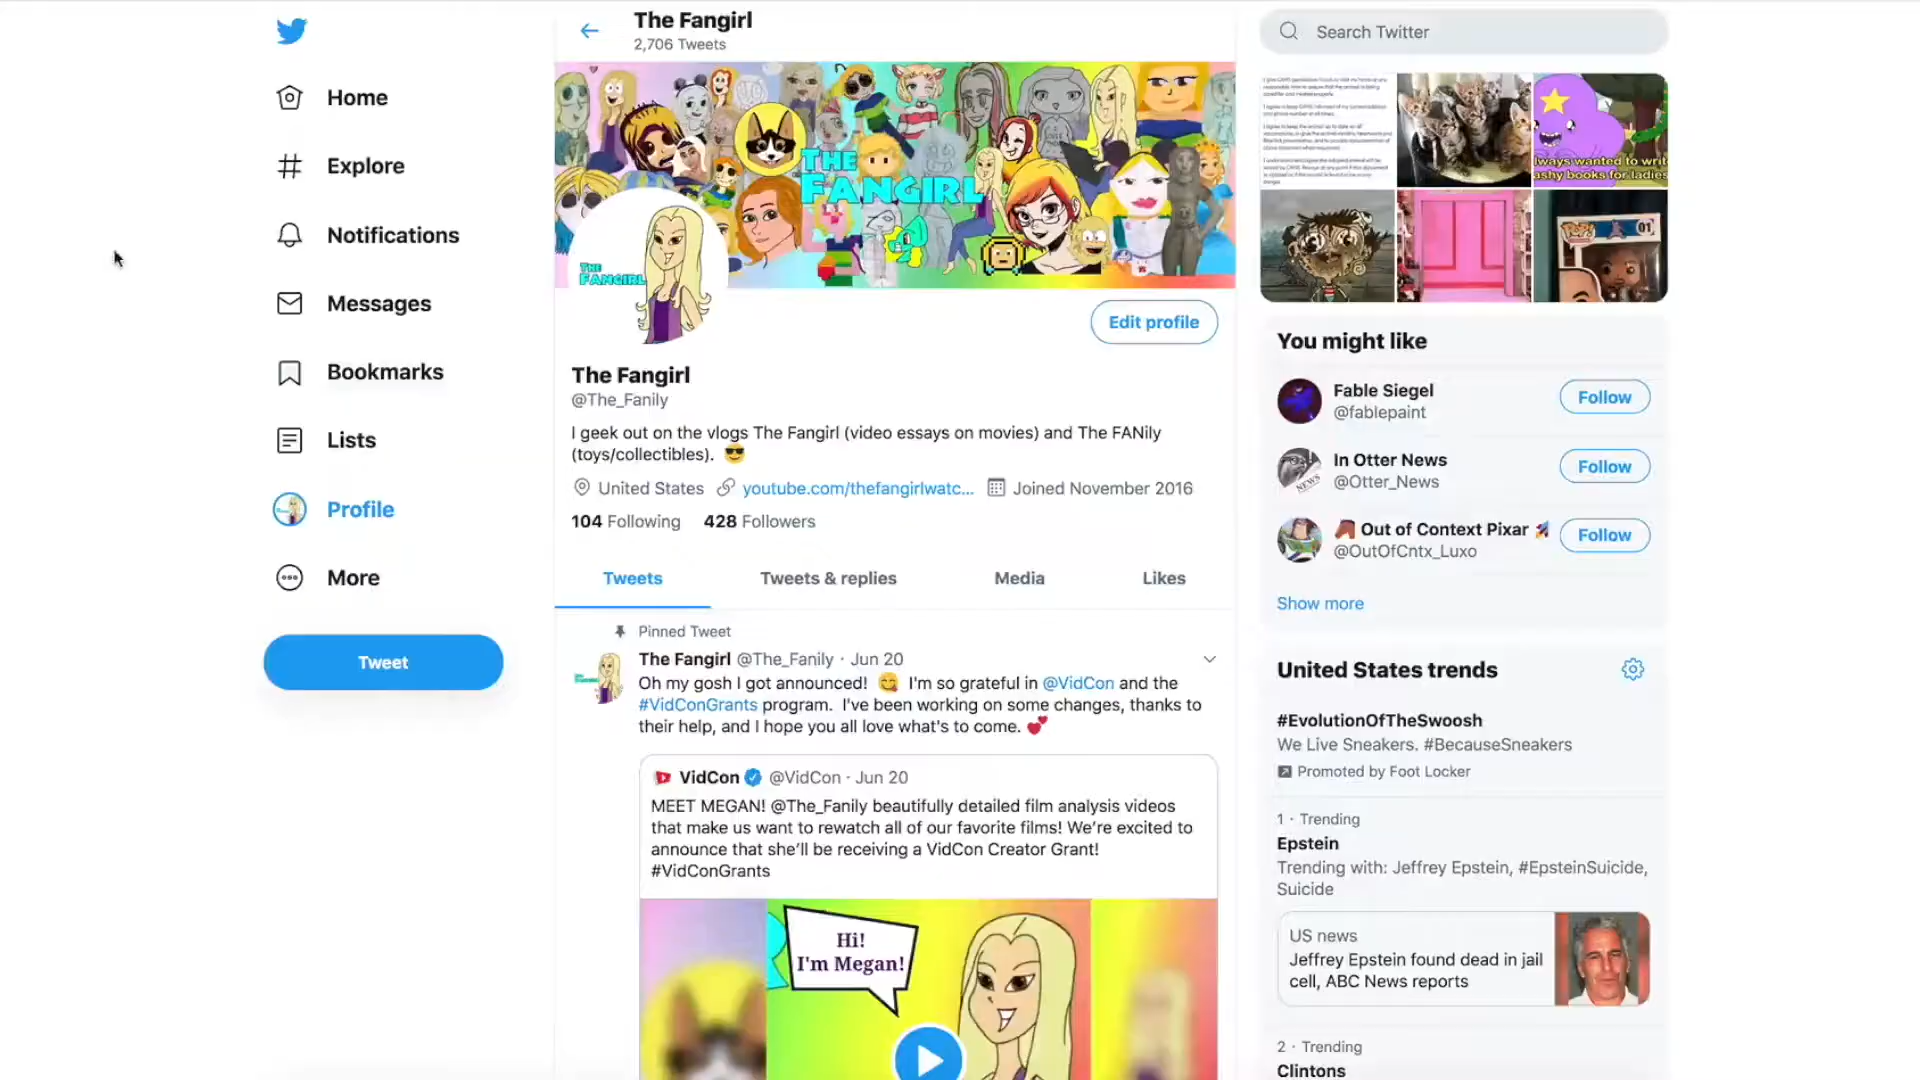 The Fangirl
2,706 Tweets
Search Twitter
Home
Explore
Notifications
Messages
Bookmarks
Lists
Profile
More
Tweet
THE
FANGIRL
THE
FANGIRL
Edit profile
The Fangirl
@The_Fanily
I geek out on the vlogs The Fangirl (video essays on movies) and The FANily
(toys/collectibles).
United States youtube.com/thefangirlwatc... Joined November 2016
104 Following 428 Followers
Tweets Tweets & replies Media Likes
Pinned Tweet
The Fangirl @The_Fanily · Jun 20
Oh my gosh I got announced! I'm so grateful in @VidCon and the
#VidConGrants program. I've been working on some changes, thanks to
their help, and I hope you all love what's to come.
VidCon @VidCon · Jun 20
MEET MEGAN! @The_Fanily beautifully detailed film analysis videos
that make us want to rewatch all of our favorite films! We're excited to
announce that she'll be receiving a VidCon Creator Grant!
#VidConGrants
Hi!
I'm Megan!
lways wanted to writ
ashy books for ladies
01
You might like
Fable Siegel
@fablepaint
Follow
In Otter News
@Otter_News
Follow
NEWS
Out of Context Pixar
@OutOfCntx_Luxo
Follow
Show more
United States trends
#EvolutionOfTheSwoosh
We Live Sneakers. #BecauseSneakers
Promoted by Foot Locker
1 · Trending
Epstein
Trending with: Jeffrey Epstein, #EpsteinSuicide,
Suicide
US news
Jeffrey Epstein found dead in jail
cell, ABC News reports
2 · Trending
Clintons